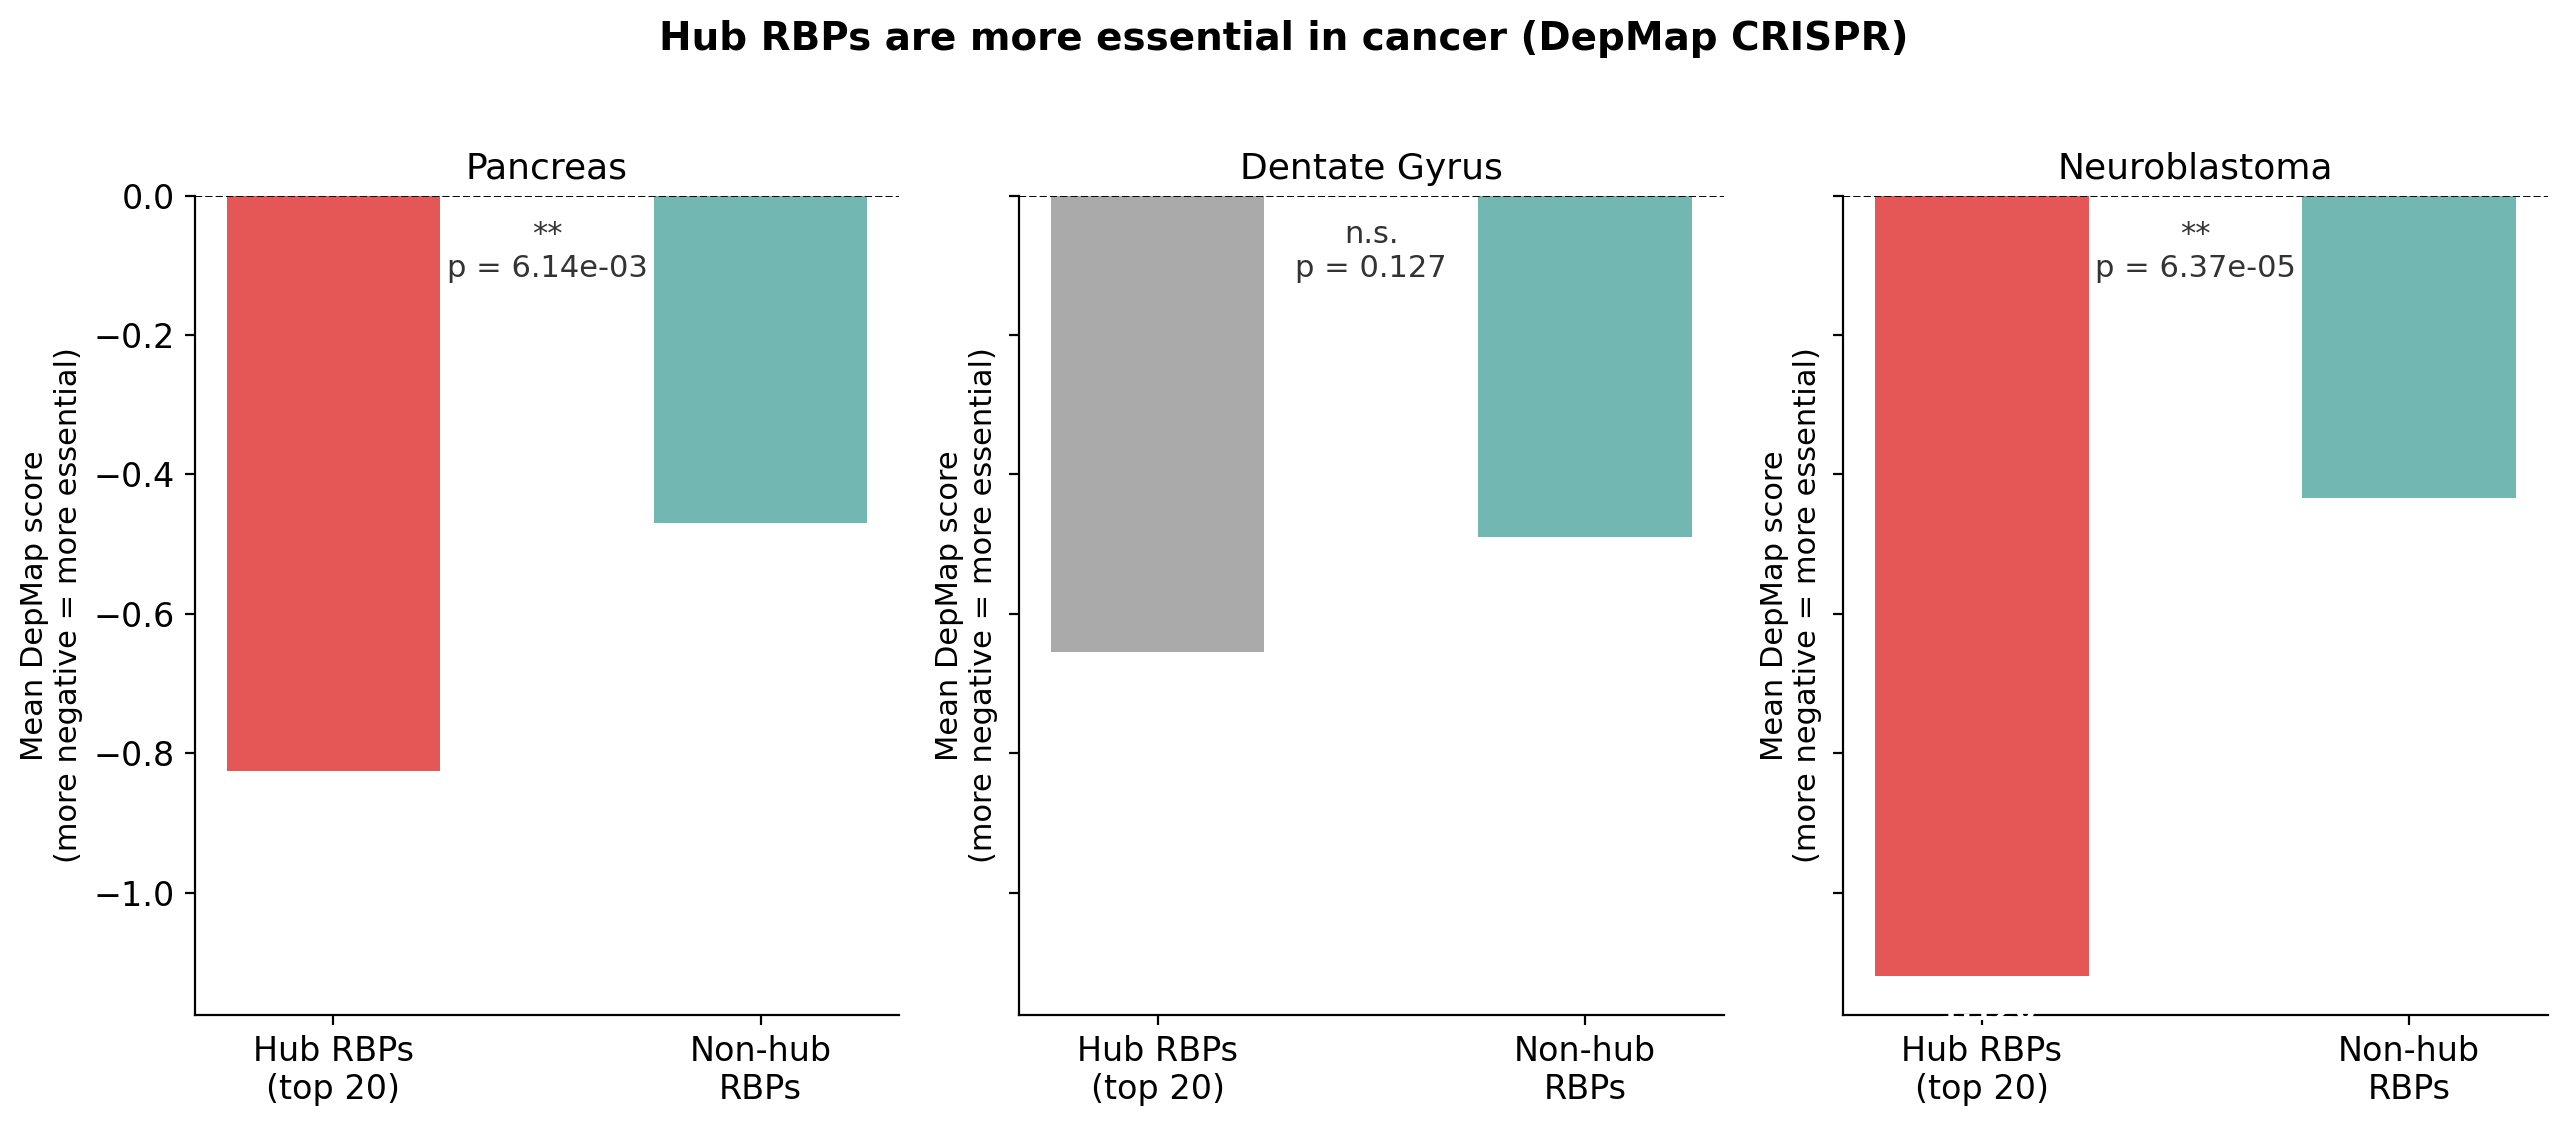 Hub RBPs are more essential in cancer (DepMap CRISPR)
Pancreas
0.0
−0.2
−0.4
−0.6
−0.8
−1.0
Mean DepMap score
(more negative = more essential)
**
p = 6.14e-03
Hub RBPs
(top 20)
Non-hub
RBPs
Dentate Gyrus
Mean DepMap score
(more negative = more essential)
n.s.
p = 0.127
Hub RBPs
(top 20)
Non-hub
RBPs
Neuroblastoma
Mean DepMap score
(more negative = more essential)
**
p = 6.37e-05
Hub RBPs
(top 20)
Non-hub
RBPs